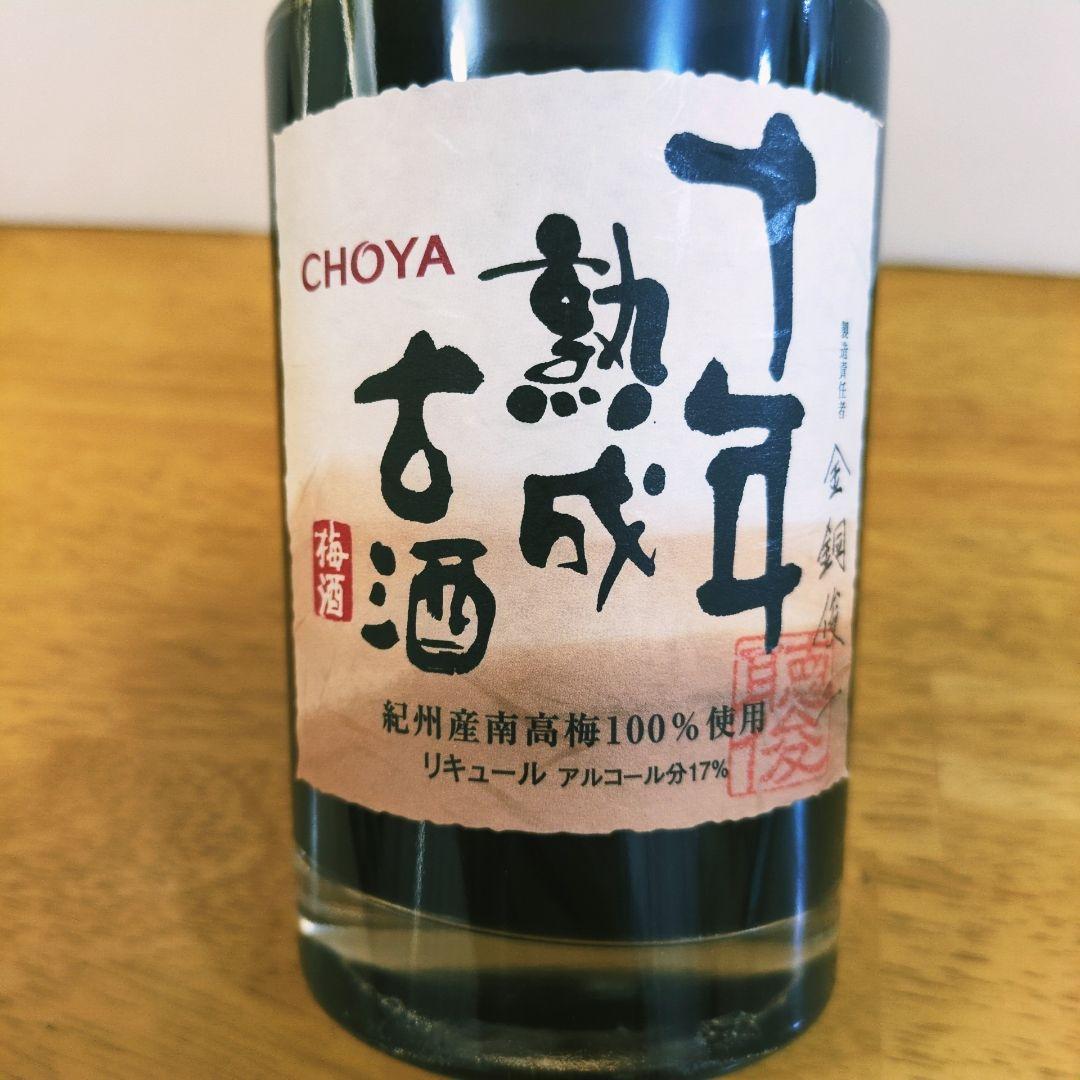 製造責任者
金銅俊
十年
熟成
古酒
CHOYA
梅酒
紀州産南高梅100%使用
リキュール アルコール分17%